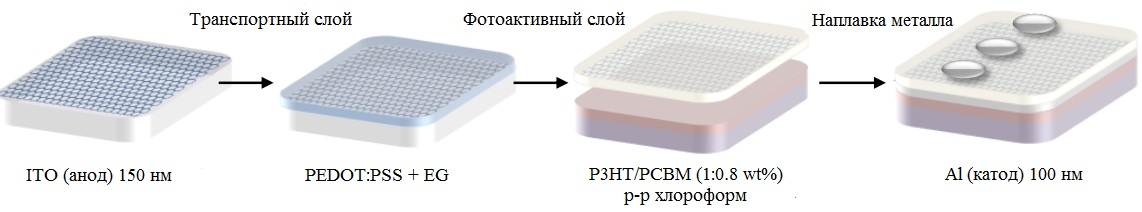 Транспортный слой
Фотоактивный слой
Наплавка металла
ITO (анод) 150 нм
PEDOT:PSS + EG
P3HT/PCBM (1:0.8 wt%)
р-р хлороформ
Al (катод) 100 нм